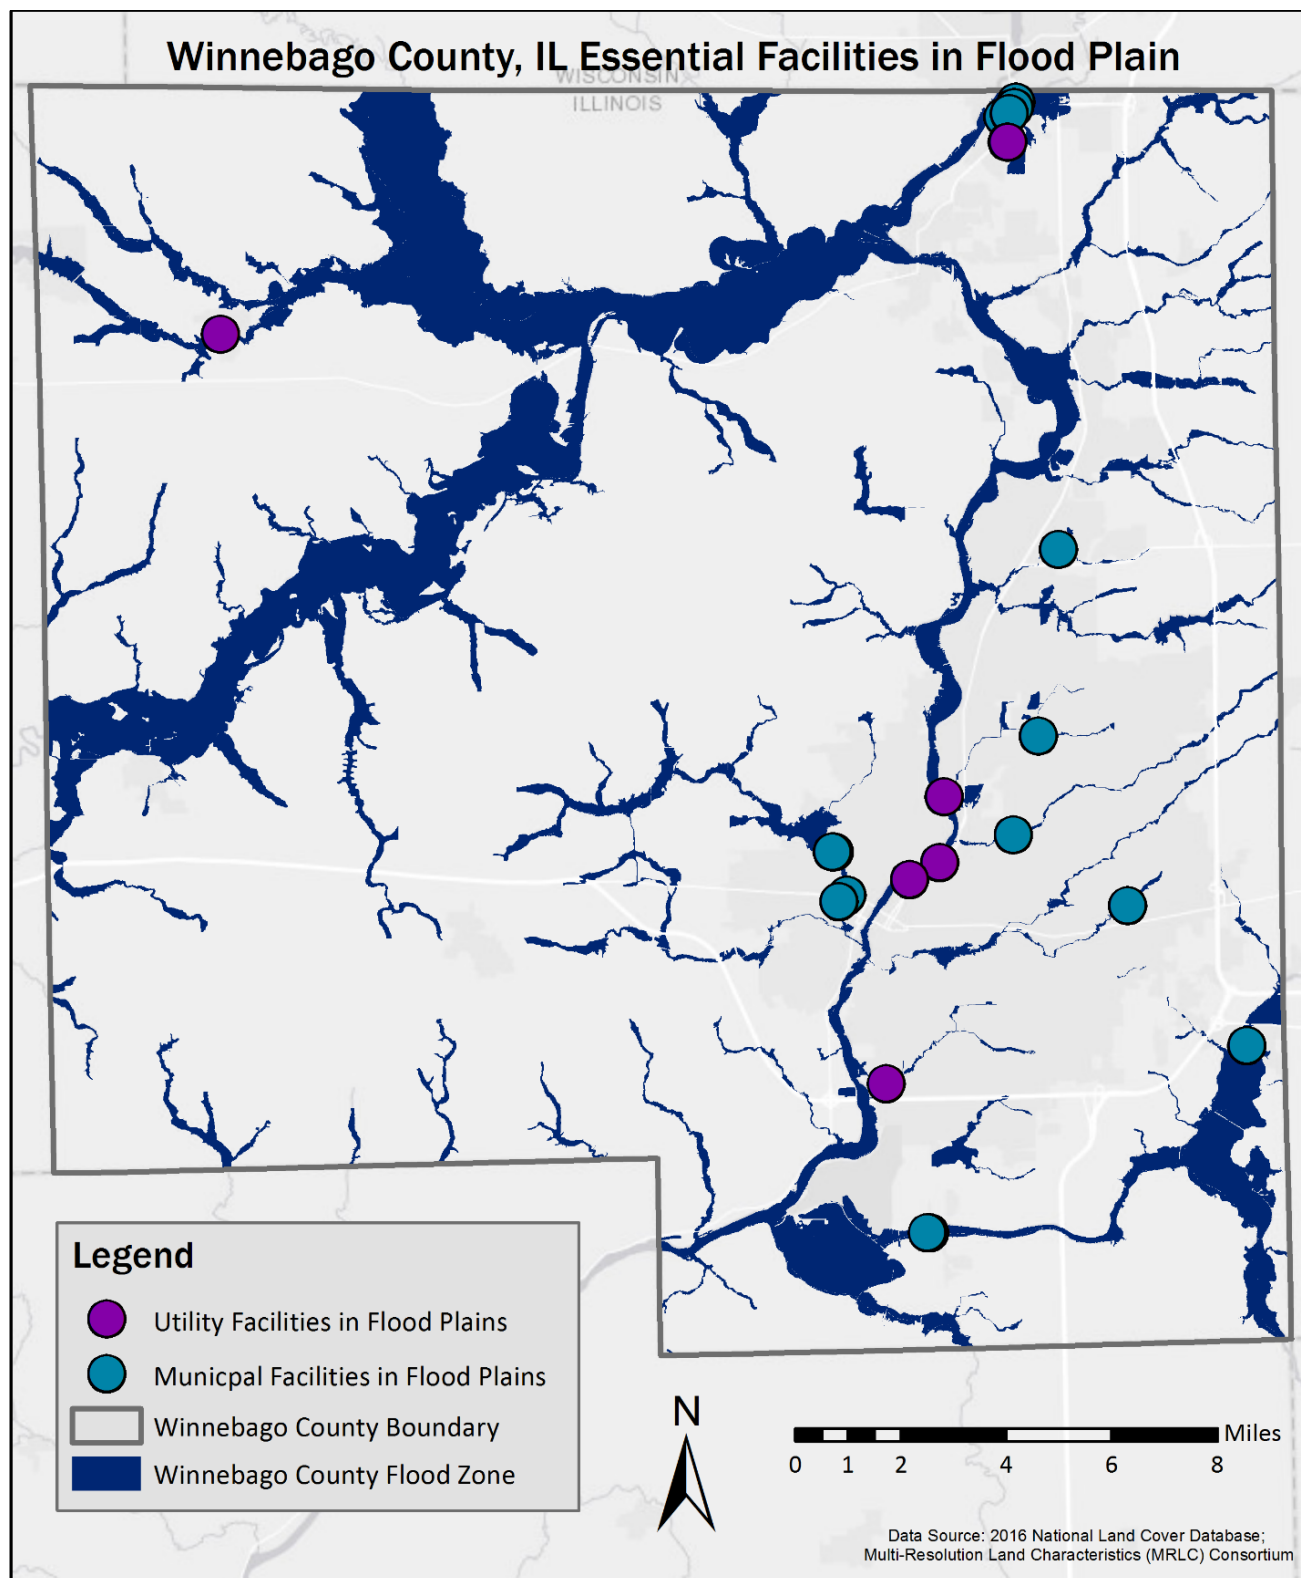 Winnebago County, IL Essential Facilities in Flood Plain
WISCONSIN
ILLINOIS
Legend
Utility Facilities in Flood Plains
Municpal Facilities in Flood Plains
Winnebago County Boundary
Winnebago County Flood Zone
N
Miles
0 1 2 4 6 8
Data Source: 2016 National Land Cover Database;
Multi-Resolution Land Characteristics (MRLC) Consortium